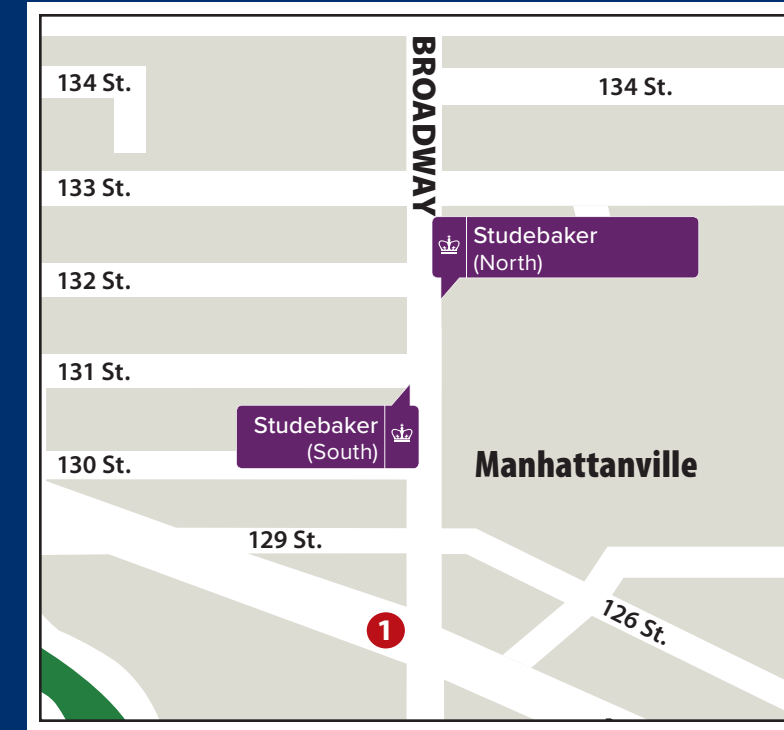 BROADWAY
134 St.
134 St.
133 St.
Studebaker
(North)
132 St.
131 St.
Studebaker
(South)
130 St.
Manhattanville
129 St.
1
126 St.